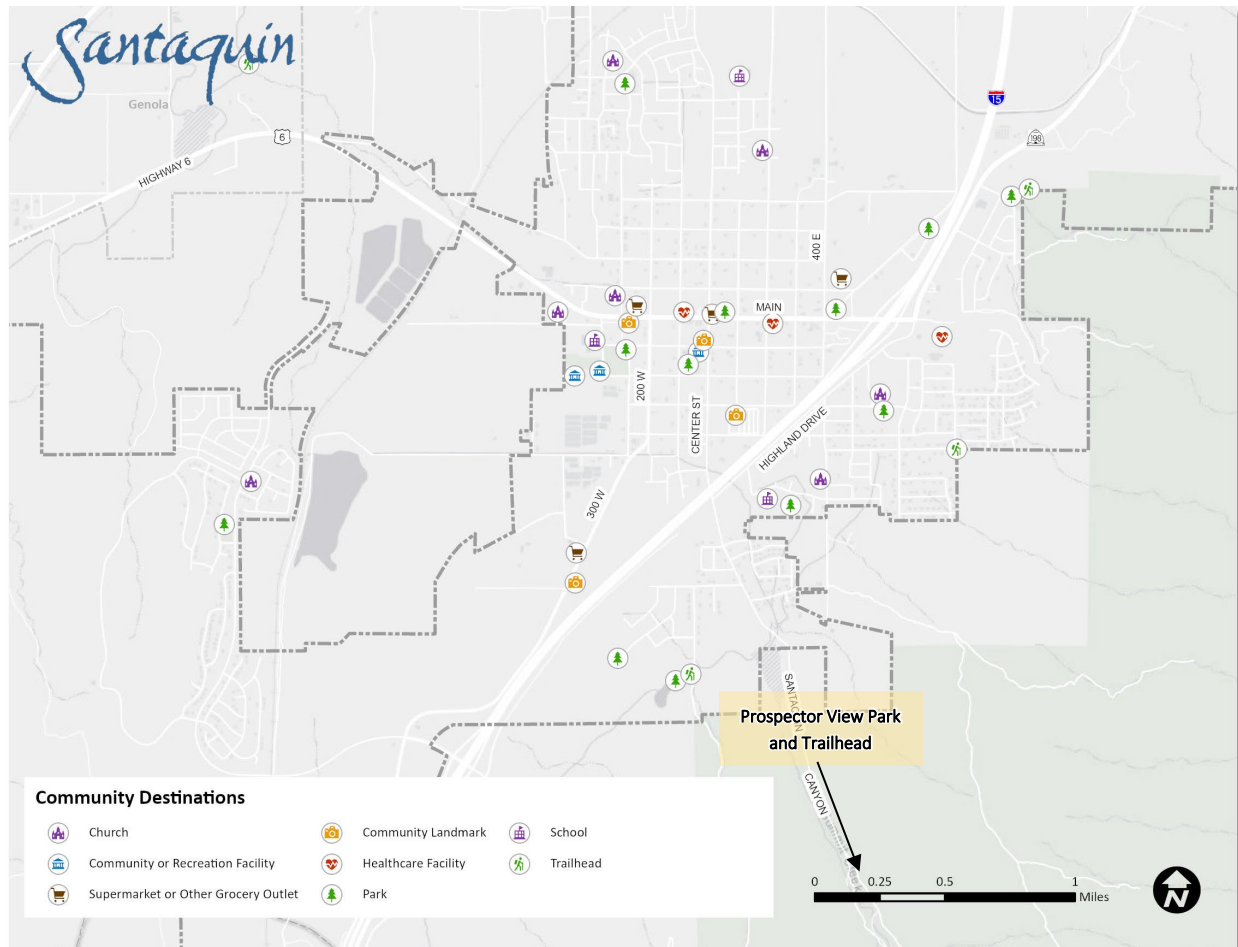 Santaquin
Genola
6
HIGHWAY 6
15
198
400 E
MAIN
200 W
CENTER ST
HIGHLAND DRIVE
300 W
SANTAQUIN
CANYON
Prospector View Park
and Trailhead
Community Destinations
Church
Community or Recreation Facility
Supermarket or Other Grocery Outlet
Community Landmark
Healthcare Facility
Park
School
Trailhead
0 0.25 0.5 1
Miles
N